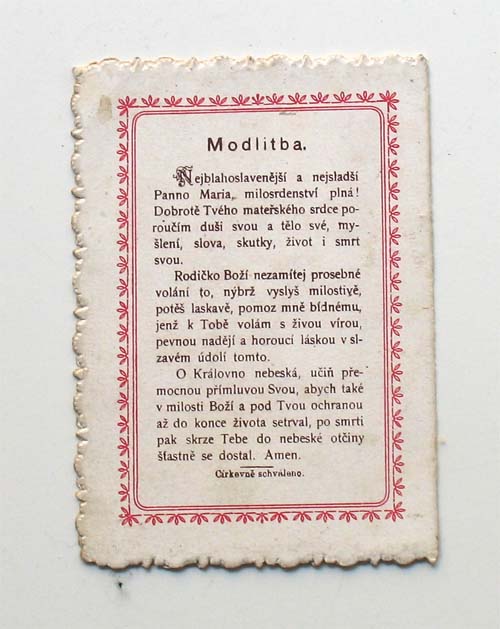 Modlitba.
Nejblahoslavenější a nejsladší
Panno Maria, milosrdenství plná!
Dobrotě Tvého mateřského srdce po-
roučím duši svou a tělo své, my-
šlení, slova, skutky, život i smrt
svou.
Rodičko Boží nezamítej prosebné
volání to, nýbrž vyslyš milostivě,
potěš laskavě, pomoz mně bídnému,
jenž k Tobě volám s živou vírou,
pevnou nadějí a horoucí láskou v sl-
zavém údolí tomto.
O Královno nebeská, učiň pře-
mocnou přímluvu Svou, abych také
v milosti Boží a pod Tvou ochranou
až do konce života setrval, po smrti
pak skrze Tebe do nebeské otčiny
šťastně se dostal. Amen.
Církevně schváleno.